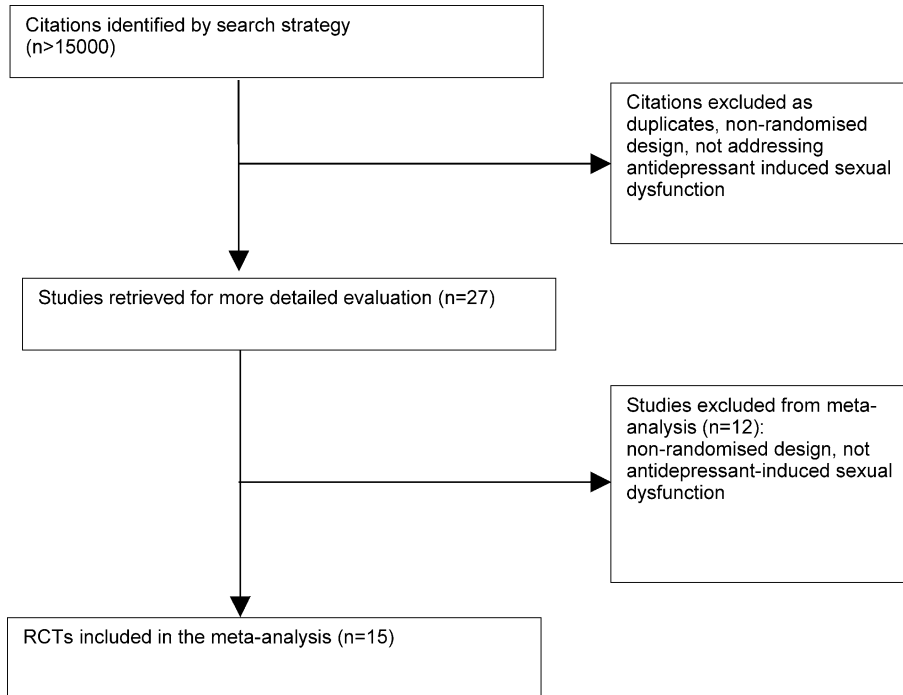 Citations identified by search strategy
(n>15000)
Citations excluded as
duplicates, non-randomised
design, not addressing
antidepressant induced sexual
dysfunction
Studies retrieved for more detailed evaluation (n=27)
Studies excluded from meta-
analysis (n=12):
non-randomised design, not
antidepressant-induced sexual
dysfunction
RCTs included in the meta-analysis (n=15)